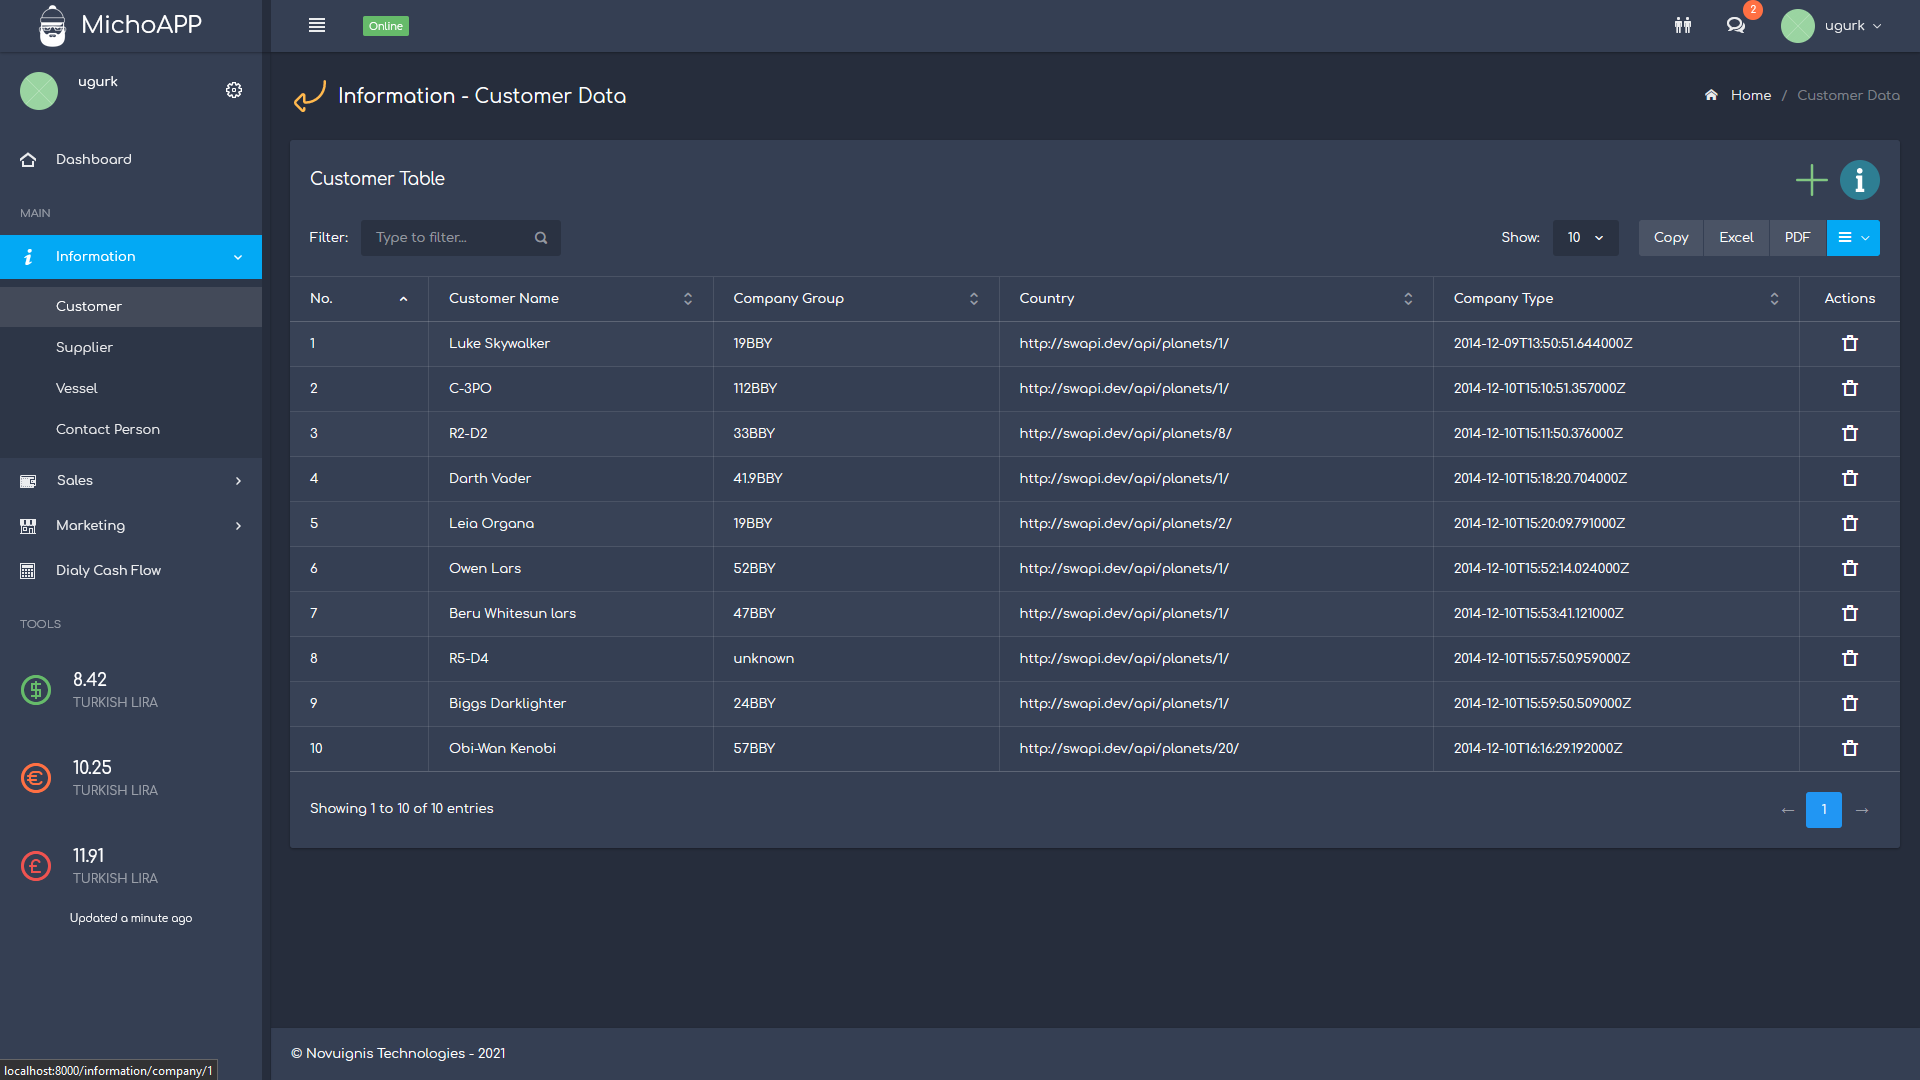 MichoAPP
Online
2
ugurk
ugurk
Information - Customer Data
Home / Customer Data
Dashboard
MAIN
Information
Customer
Supplier
Vessel
Contact Person
Sales
Marketing
Dialy Cash Flow
TOOLS
8.42
TURKISH LIRA
10.25
TURKISH LIRA
11.91
TURKISH LIRA
Updated a minute ago
Customer Table
Filter: Type to filter... Show: 10 Copy Excel PDF
No. Customer Name Company Group Country Company Type Actions
1 Luke Skywalker 19BBY http://swapi.dev/api/planets/1/ 2014-12-09T13:50:51.644000Z
2 C-3PO 112BBY http://swapi.dev/api/planets/1/ 2014-12-10T15:10:51.357000Z
3 R2-D2 33BBY http://swapi.dev/api/planets/8/ 2014-12-10T15:11:50.376000Z
4 Darth Vader 41.9BBY http://swapi.dev/api/planets/1/ 2014-12-10T15:18:20.704000Z
5 Leia Organa 19BBY http://swapi.dev/api/planets/2/ 2014-12-10T15:20:09.791000Z
6 Owen Lars 52BBY http://swapi.dev/api/planets/1/ 2014-12-10T15:52:14.024000Z
7 Beru Whitesun lars 47BBY http://swapi.dev/api/planets/1/ 2014-12-10T15:53:41.121000Z
8 R5-D4 unknown http://swapi.dev/api/planets/1/ 2014-12-10T15:57:50.959000Z
9 Biggs Darklighter 24BBY http://swapi.dev/api/planets/1/ 2014-12-10T15:59:50.509000Z
10 Obi-Wan Kenobi 57BBY http://swapi.dev/api/planets/20/ 2014-12-10T16:16:29.192000Z
Showing 1 to 10 of 10 entries
← 1 →
© Novuignis Technologies - 2021
localhost:8000/information/company/1